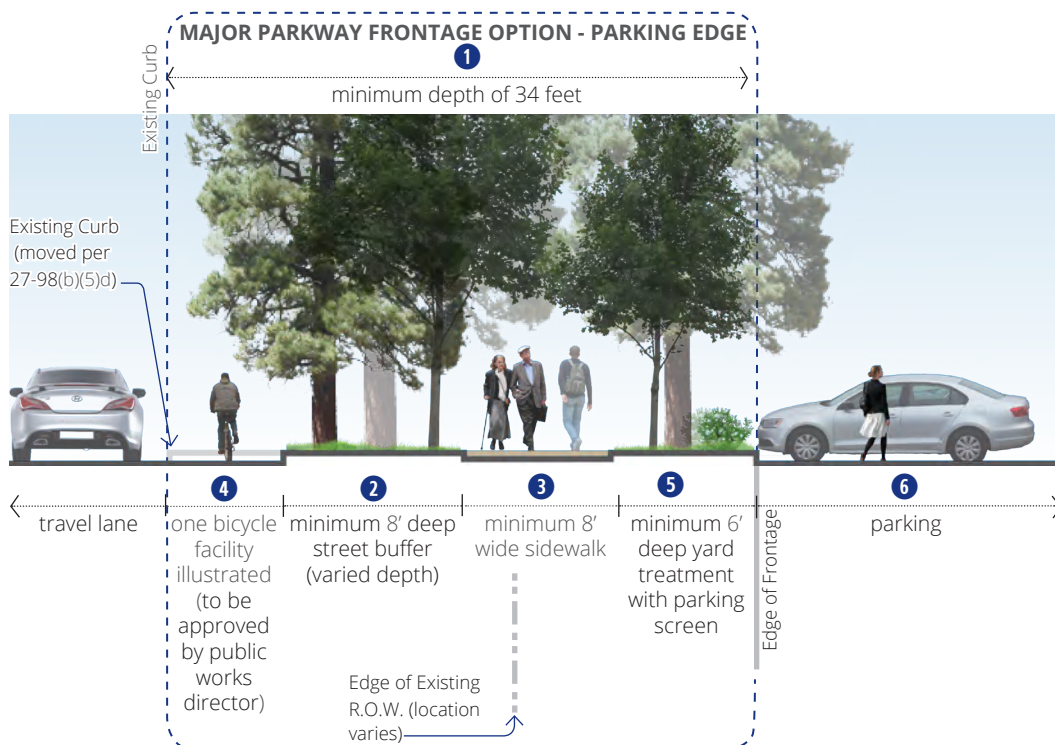 MAJOR PARKWAY FRONTAGE OPTION - PARKING EDGE
1
minimum depth of 34 feet
Existing Curb
Existing Curb
(moved per
27-98(b)(5)d)
4
2
3
5
6
travel lane
one bicycle
facility
illustrated
(to be
approved
by public
works
director)
minimum 8' deep
street buffer
(varied depth)
minimum 8'
wide sidewalk
minimum 6'
deep yard
treatment
with parking
screen
Edge of Frontage
parking
Edge of Existing
R.O.W. (location
varies)